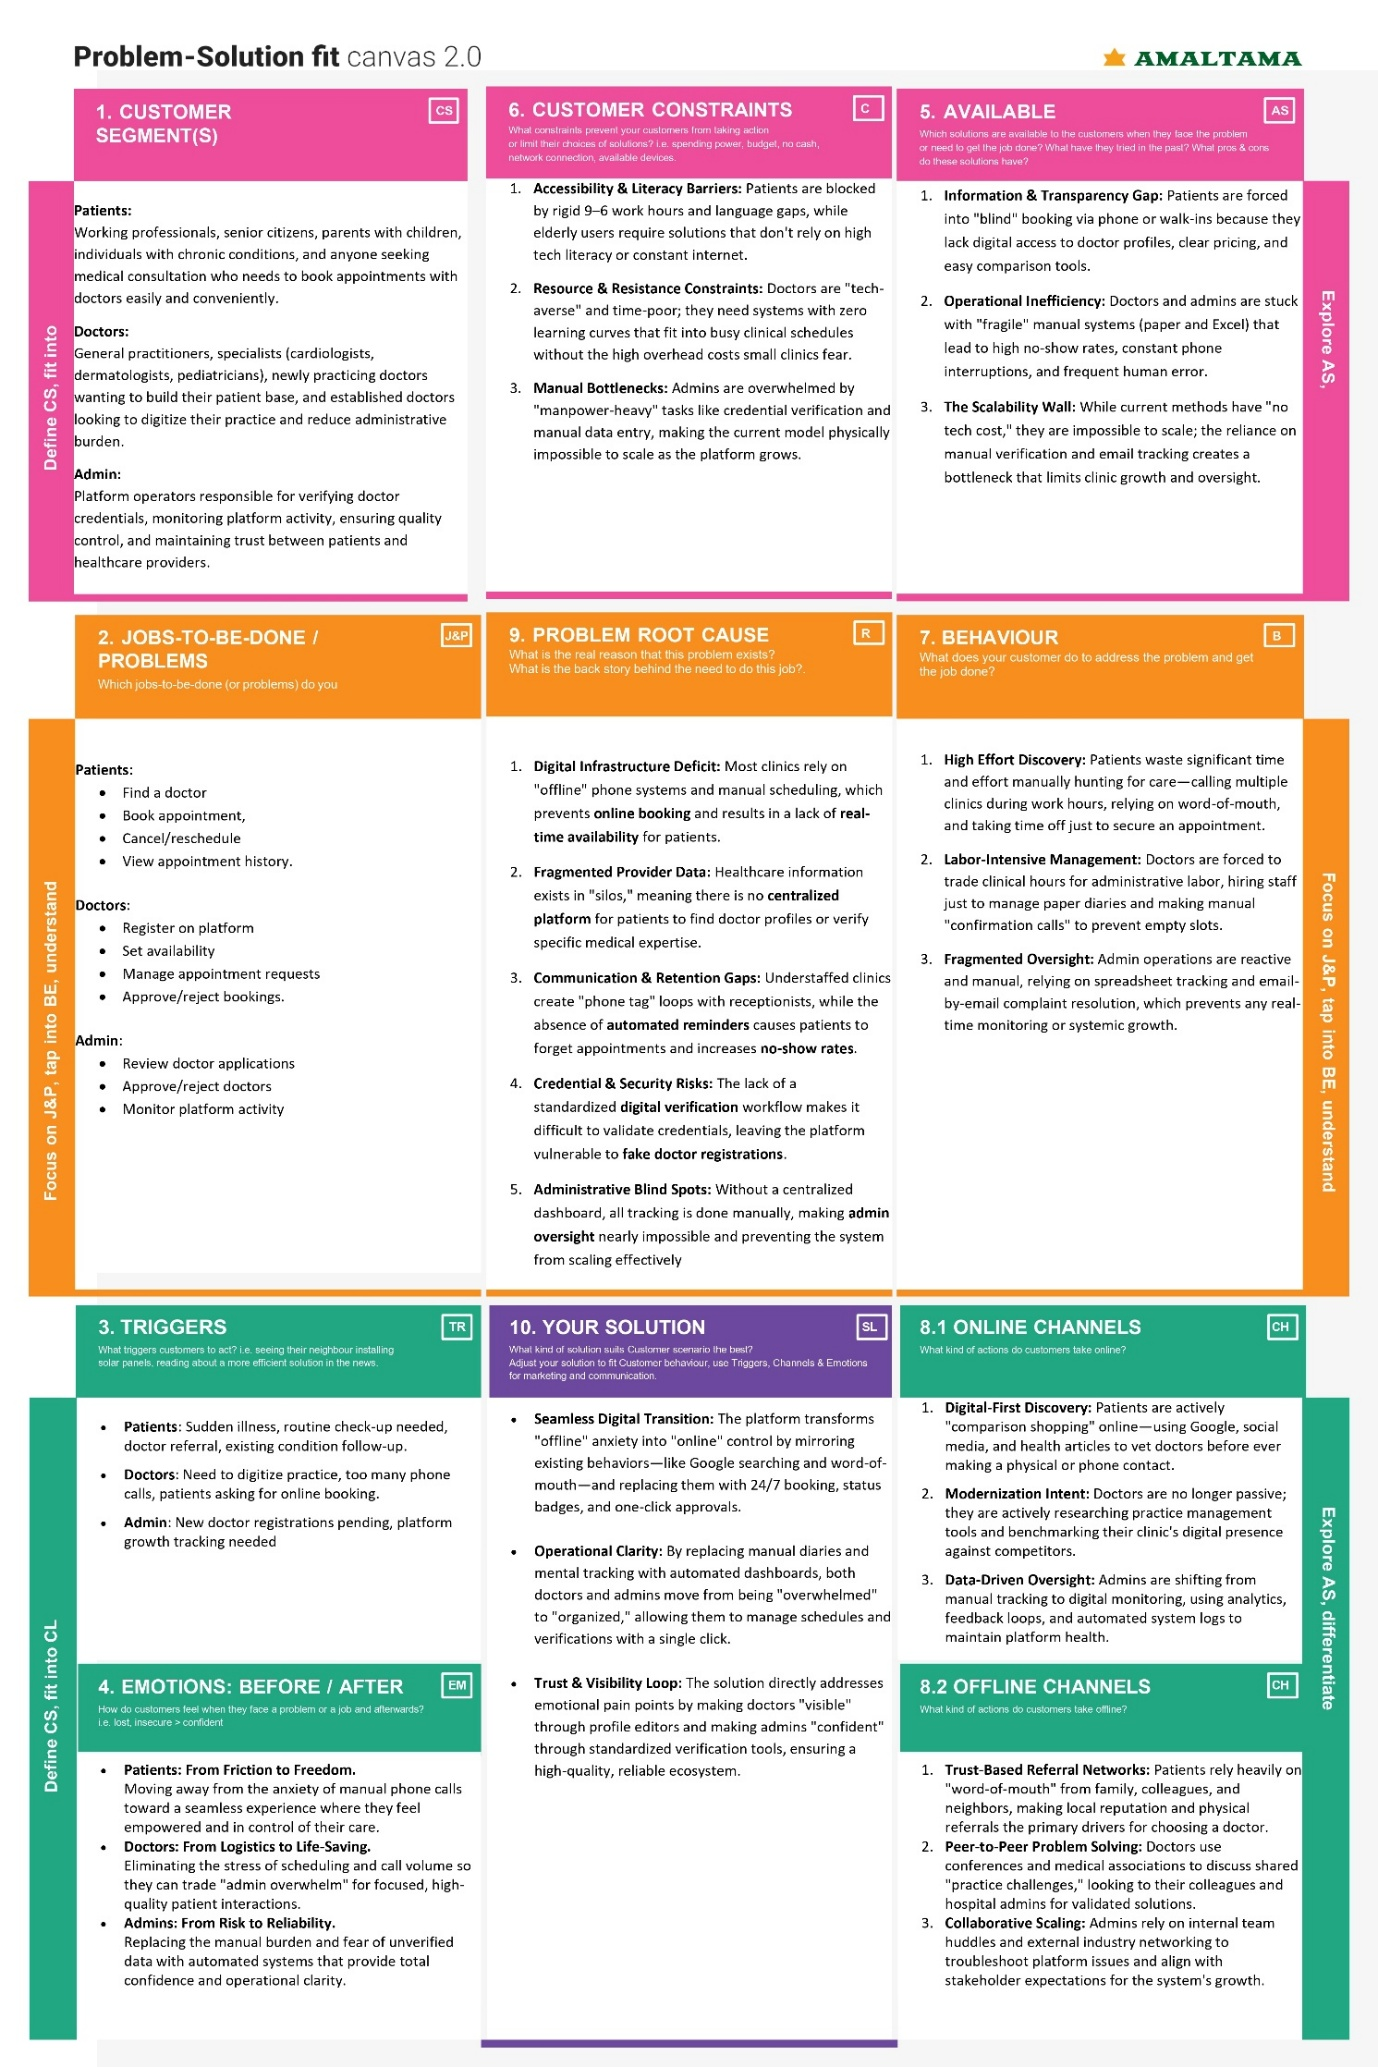 Problem-Solution fit canvas 2.0
AMALTAMA
1. CUSTOMER
SEGMENT(S)
CS
Define CS, fit into
Patients:
Working professionals, senior citizens, parents with children,
individuals with chronic conditions, and anyone seeking
medical consultation who needs to book appointments with
doctors easily and conveniently.
Doctors:
General practitioners, specialists (cardiologists,
dermatologists, pediatricians), newly practicing doctors
wanting to build their patient base, and established doctors
looking to digitize their practice and reduce administrative
burden.
Admin:
Platform operators responsible for verifying doctor
credentials, monitoring platform activity, ensuring quality
control, and maintaining trust between patients and
healthcare providers.
6. CUSTOMER CONSTRAINTS
C
What constraints prevent your customers from taking action
or limit their choices of solutions? i.e. spending power, budget, no cash,
network connection, available devices.
1. Accessibility & Literacy Barriers: Patients are blocked
by rigid 9–6 work hours and language gaps, while
elderly users require solutions that don't rely on high
tech literacy or constant internet.
2. Resource & Resistance Constraints: Doctors are "tech-
averse" and time-poor; they need systems with zero
learning curves that fit into busy clinical schedules
without the high overhead costs small clinics fear.
3. Manual Bottlenecks: Admins are overwhelmed by
"manpower-heavy" tasks like credential verification and
manual data entry, making the current model physically
impossible to scale as the platform grows.
5. AVAILABLE
AS
Which solutions are available to the customers when they face the problem
or need to get the job done? What have they tried in the past? What pros & cons
do these solutions have?
1. Information & Transparency Gap: Patients are forced
into "blind" booking via phone or walk-ins because they
lack digital access to doctor profiles, clear pricing, and
easy comparison tools.
2. Operational Inefficiency: Doctors and admins are stuck
with "fragile" manual systems (paper and Excel) that
lead to high no-show rates, constant phone
interruptions, and frequent human error.
3. The Scalability Wall: While current methods have "no
tech cost," they are impossible to scale; the reliance on
manual verification and email tracking creates a
bottleneck that limits clinic growth and oversight.
Explore AS,
2. JOBS-TO-BE-DONE /
PROBLEMS
J&P
Which jobs-to-be-done (or problems) do you
Focus on J&P, tap into BE, understand
Patients:
• Find a doctor
• Book appointment,
• Cancel/reschedule
• View appointment history.
Doctors:
• Register on platform
• Set availability
• Manage appointment requests
• Approve/reject bookings.
Admin:
• Review doctor applications
• Approve/reject doctors
• Monitor platform activity
9. PROBLEM ROOT CAUSE
R
What is the real reason that this problem exists?
What is the back story behind the need to do this job?.
1. Digital Infrastructure Deficit: Most clinics rely on
"offline" phone systems and manual scheduling, which
prevents online booking and results in a lack of real-
time availability for patients.
2. Fragmented Provider Data: Healthcare information
exists in "silos," meaning there is no centralized
platform for patients to find doctor profiles or verify
specific medical expertise.
3. Communication & Retention Gaps: Understaffed clinics
create "phone tag" loops with receptionists, while the
absence of automated reminders causes patients to
forget appointments and increases no-show rates.
4. Credential & Security Risks: The lack of a
standardized digital verification workflow makes it
difficult to validate credentials, leaving the platform
vulnerable to fake doctor registrations.
5. Administrative Blind Spots: Without a centralized
dashboard, all tracking is done manually, making admin
oversight nearly impossible and preventing the system
from scaling effectively
7. BEHAVIOUR
B
What does your customer do to address the problem and get
the job done?
1. High Effort Discovery: Patients waste significant time
and effort manually hunting for care—calling multiple
clinics during work hours, relying on word-of-mouth,
and taking time off just to secure an appointment.
2. Labor-Intensive Management: Doctors are forced to
trade clinical hours for administrative labor, hiring staff
just to manage paper diaries and making manual
"confirmation calls" to prevent empty slots.
3. Fragmented Oversight: Admin operations are reactive
and manual, relying on spreadsheet tracking and email-
by-email complaint resolution, which prevents any real-
time monitoring or systemic growth.
Focus on J&P, tap into BE, understand
3. TRIGGERS
TR
What triggers customers to act? i.e. seeing their neighbour installing
solar panels, reading about a more efficient solution in the news.
Define CS, fit into CL
• Patients: Sudden illness, routine check-up needed,
doctor referral, existing condition follow-up.
• Doctors: Need to digitize practice, too many phone
calls, patients asking for online booking.
• Admin: New doctor registrations pending, platform
growth tracking needed
4. EMOTIONS: BEFORE / AFTER
EM
How do customers feel when they face a problem or a job and afterwards?
i.e. lost, insecure > confident
• Patients: From Friction to Freedom.
Moving away from the anxiety of manual phone calls
toward a seamless experience where they feel
empowered and in control of their care.
• Doctors: From Logistics to Life-Saving.
Eliminating the stress of scheduling and call volume so
they can trade "admin overwhelm" for focused, high-
quality patient interactions.
• Admins: From Risk to Reliability.
Replacing the manual burden and fear of unverified
data with automated systems that provide total
confidence and operational clarity.
10. YOUR SOLUTION
SL
What kind of solution suits Customer scenario the best?
Adjust your solution to fit Customer behaviour, use Triggers, Channels & Emotions
for marketing and communication.
• Seamless Digital Transition: The platform transforms
"offline" anxiety into "online" control by mirroring
existing behaviors—like Google searching and word-of-
mouth—and replacing them with 24/7 booking, status
badges, and one-click approvals.
• Operational Clarity: By replacing manual diaries and
mental tracking with automated dashboards, both
doctors and admins move from being "overwhelmed"
to "organized," allowing them to manage schedules and
verifications with a single click.
• Trust & Visibility Loop: The solution directly addresses
emotional pain points by making doctors "visible"
through profile editors and making admins "confident"
through standardized verification tools, ensuring a
high-quality, reliable ecosystem.
8.1 ONLINE CHANNELS
CH
What kind of actions do customers take online?
1. Digital-First Discovery: Patients are actively
"comparison shopping" online—using Google, social
media, and health articles to vet doctors before ever
making a physical or phone contact.
2. Modernization Intent: Doctors are no longer passive;
they are actively researching practice management
tools and benchmarking their clinic's digital presence
against competitors.
3. Data-Driven Oversight: Admins are shifting from
manual tracking to digital monitoring, using analytics,
feedback loops, and automated system logs to
maintain platform health.
8.2 OFFLINE CHANNELS
CH
What kind of actions do customers take offline?
1. Trust-Based Referral Networks: Patients rely heavily on
"word-of-mouth" from family, colleagues, and
neighbors, making local reputation and physical
referrals the primary drivers for choosing a doctor.
2. Peer-to-Peer Problem Solving: Doctors use
conferences and medical associations to discuss shared
"practice challenges," looking to their colleagues and
hospital admins for validated solutions.
3. Collaborative Scaling: Admins rely on internal team
huddles and external industry networking to
troubleshoot platform issues and align with
stakeholder expectations for the system's growth.
Explore AS, differentiate